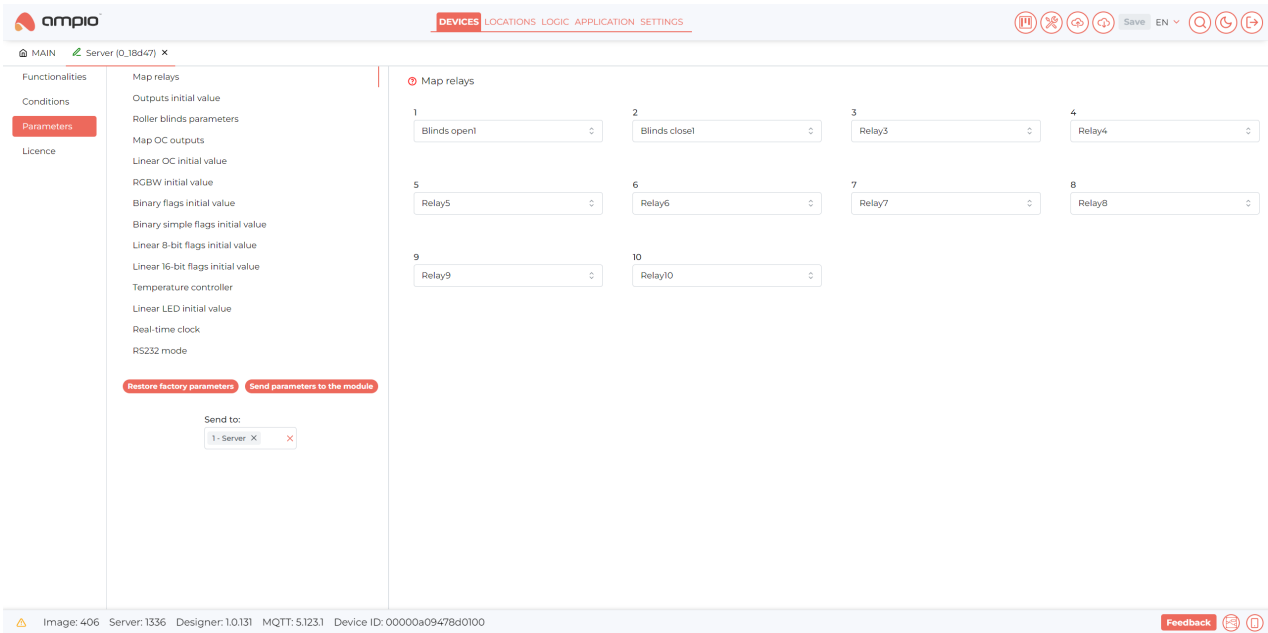 ampio
DEVICES LOCATIONS LOGIC APPLICATION SETTINGS
Save EN
MAIN Server (0_18d47)
Functionalities
Conditions
Parameters
Licence
Map relays
Outputs initial value
Roller blinds parameters
Map OC outputs
Linear OC initial value
RGBW initial value
Binary flags initial value
Binary simple flags initial value
Linear 8-bit flags initial value
Linear 16-bit flags initial value
Temperature controller
Linear LED initial value
Real-time clock
RS232 mode
Restore factory parameters Send parameters to the module
Send to:
1 - Server
Map relays
1 2 3 4
Blinds open1 Blinds close1 Relay3 Relay4
5 6 7 8
Relay5 Relay6 Relay7 Relay8
9 10
Relay9 Relay10
Image: 406 Server: 1336 Designer: 1.0.131 MQTT: 5.123.1 Device ID: 00000a09478d0100
Feedback